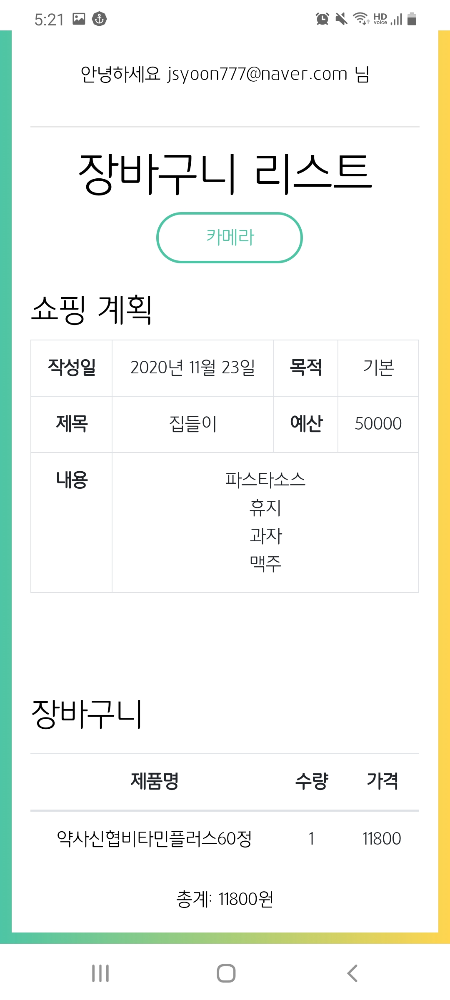 5:21 HD voice
안녕하세요 jsyoon777@naver.com 님
장바구니 리스트
카메라
쇼핑 계획
작성일 2020년 11월 23일 목적 기본
제목 집들이 예산 50000
내용 파스타소스
휴지
과자
맥주
장바구니
제품명 수량 가격
약사신협비타민플러스60정 1 11800
총계: 11800원